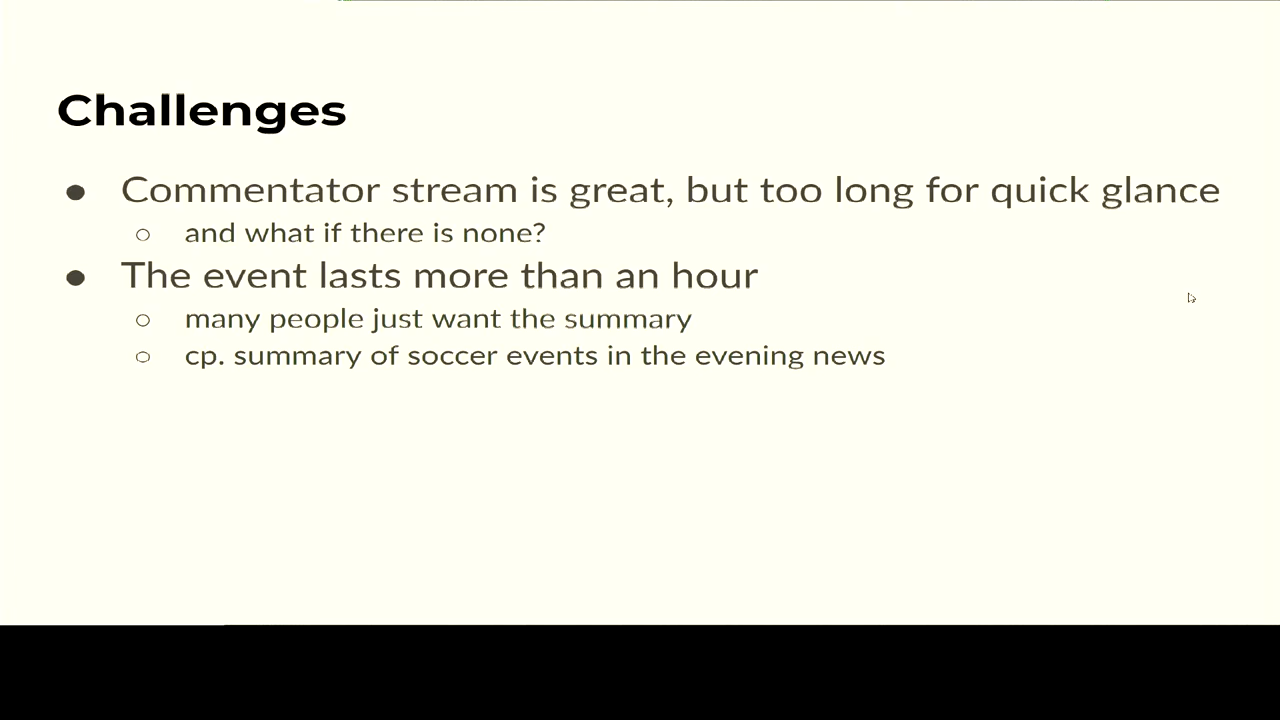 Challenges
● Commentator stream is great, but too long for quick glance
○ and what if there is none?
● The event lasts more than an hour
○ many people just want the summary
○ cp. summary of soccer events in the evening news